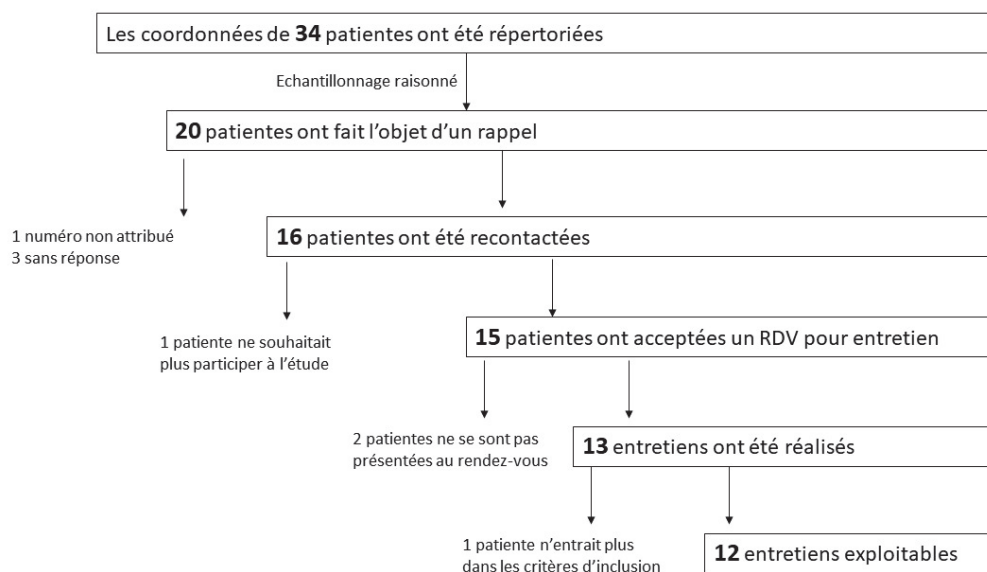 Les coordonnées de 34 patientes ont été répertoriées
Echantillonnage raisonné
20 patientes ont fait l'objet d'un rappel
1 numéro non attribué
3 sans réponse
16 patientes ont été recontactées
1 patiente ne souhaitait
plus participer à l'étude
15 patientes ont acceptées un RDV pour entretien
2 patientes ne se sont pas
présentées au rendez-vous
13 entretiens ont été réalisés
1 patiente n'entrait plus
dans les critères d'inclusion
12 entretiens exploitables